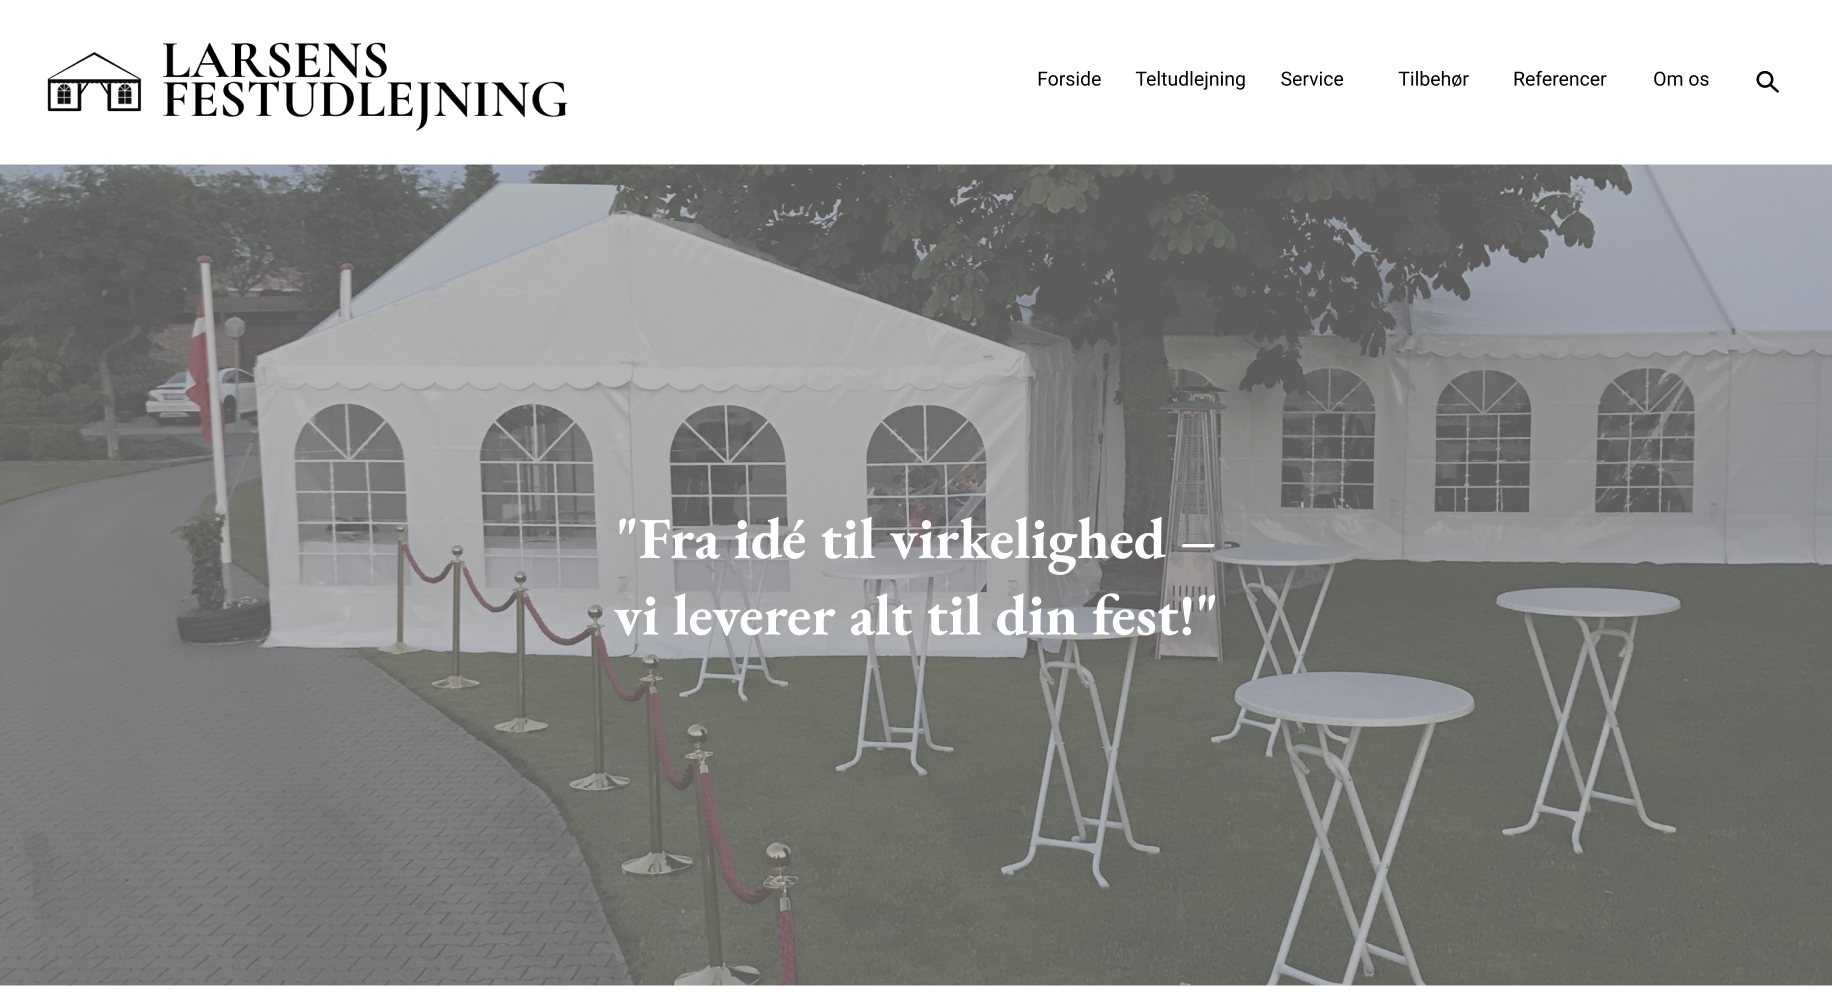 LARSENS
FESTUDLEJNING
Forside Teltudlejning Service Tilbehør Referencer Om os
"Fra idé til virkelighed –
vi leverer alt til din fest!"